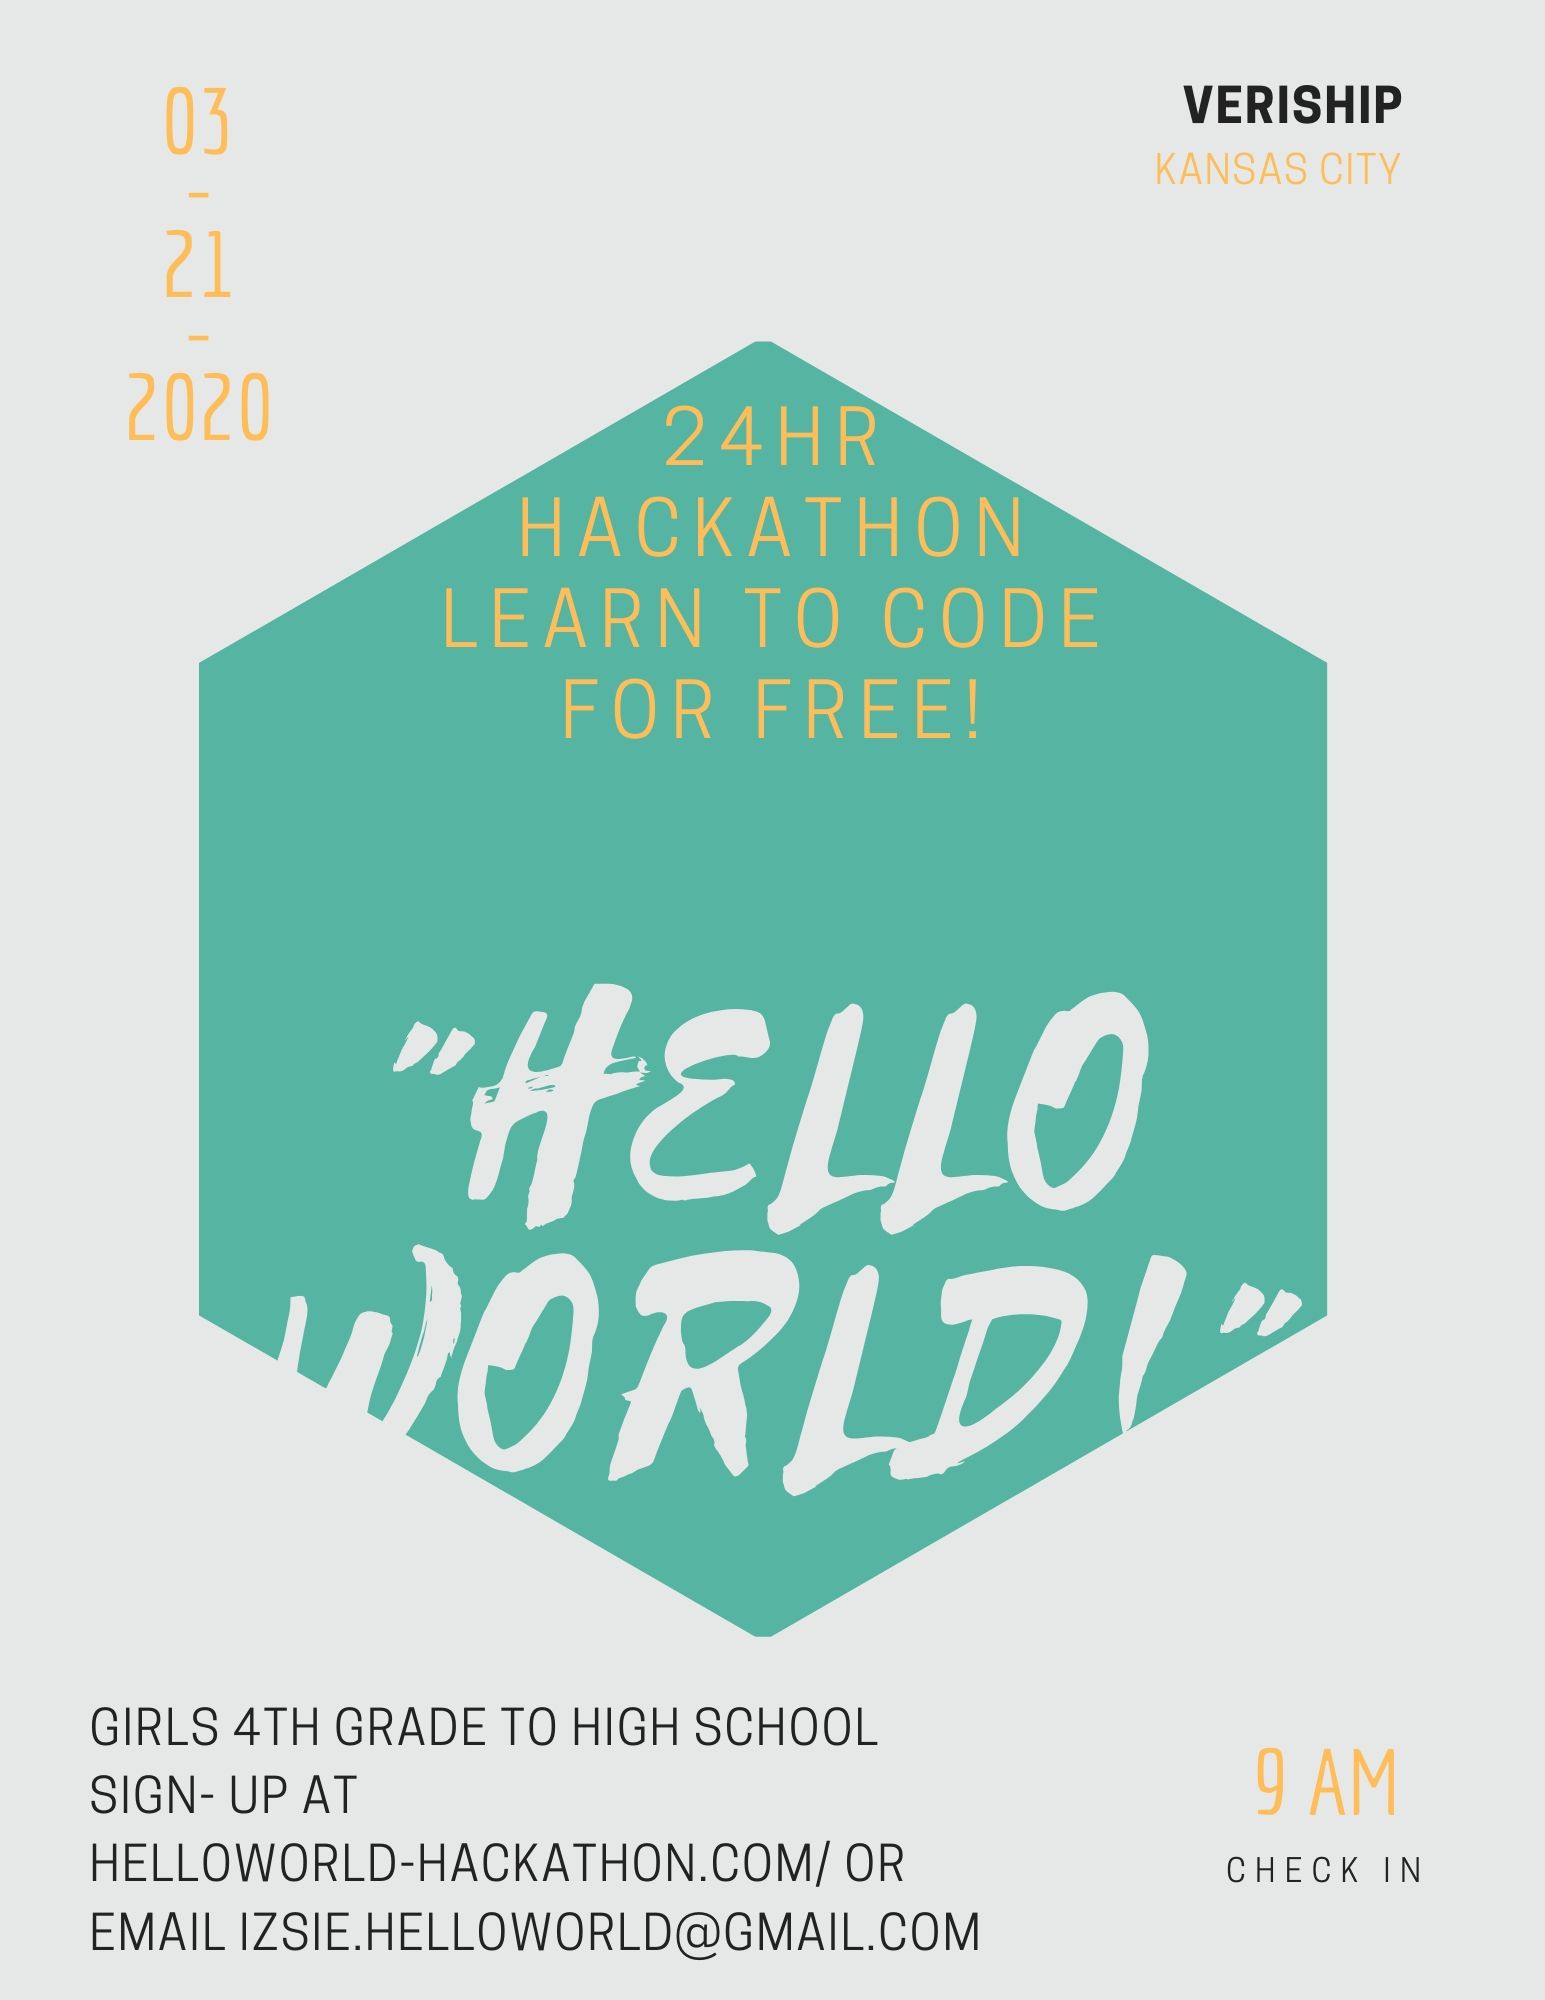 03
-
21
-
2020
VERISHIP
KANSAS CITY
24HR
HACKATHON
LEARN TO CODE
FOR FREE!
"HELLO
WORLD!"
GIRLS 4TH GRADE TO HIGH SCHOOL
SIGN- UP AT
HELLOWORLD-HACKATHON.COM/ OR
EMAIL IZSIE.HELLOWORLD@GMAIL.COM
9 AM
CHECK IN